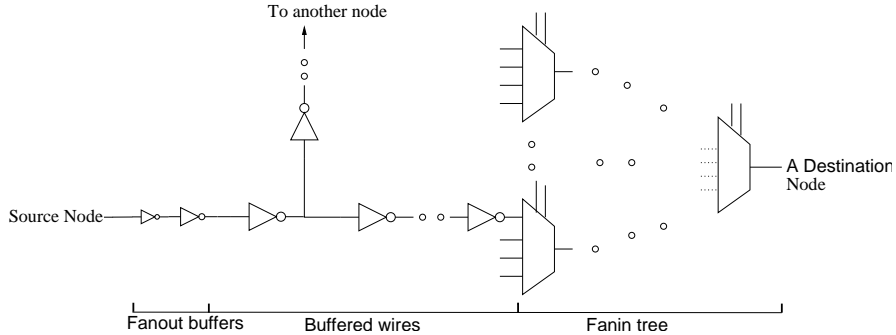 To another node
A Destination
Node
Source Node
Fanout buffers
Buffered wires
Fanin tree